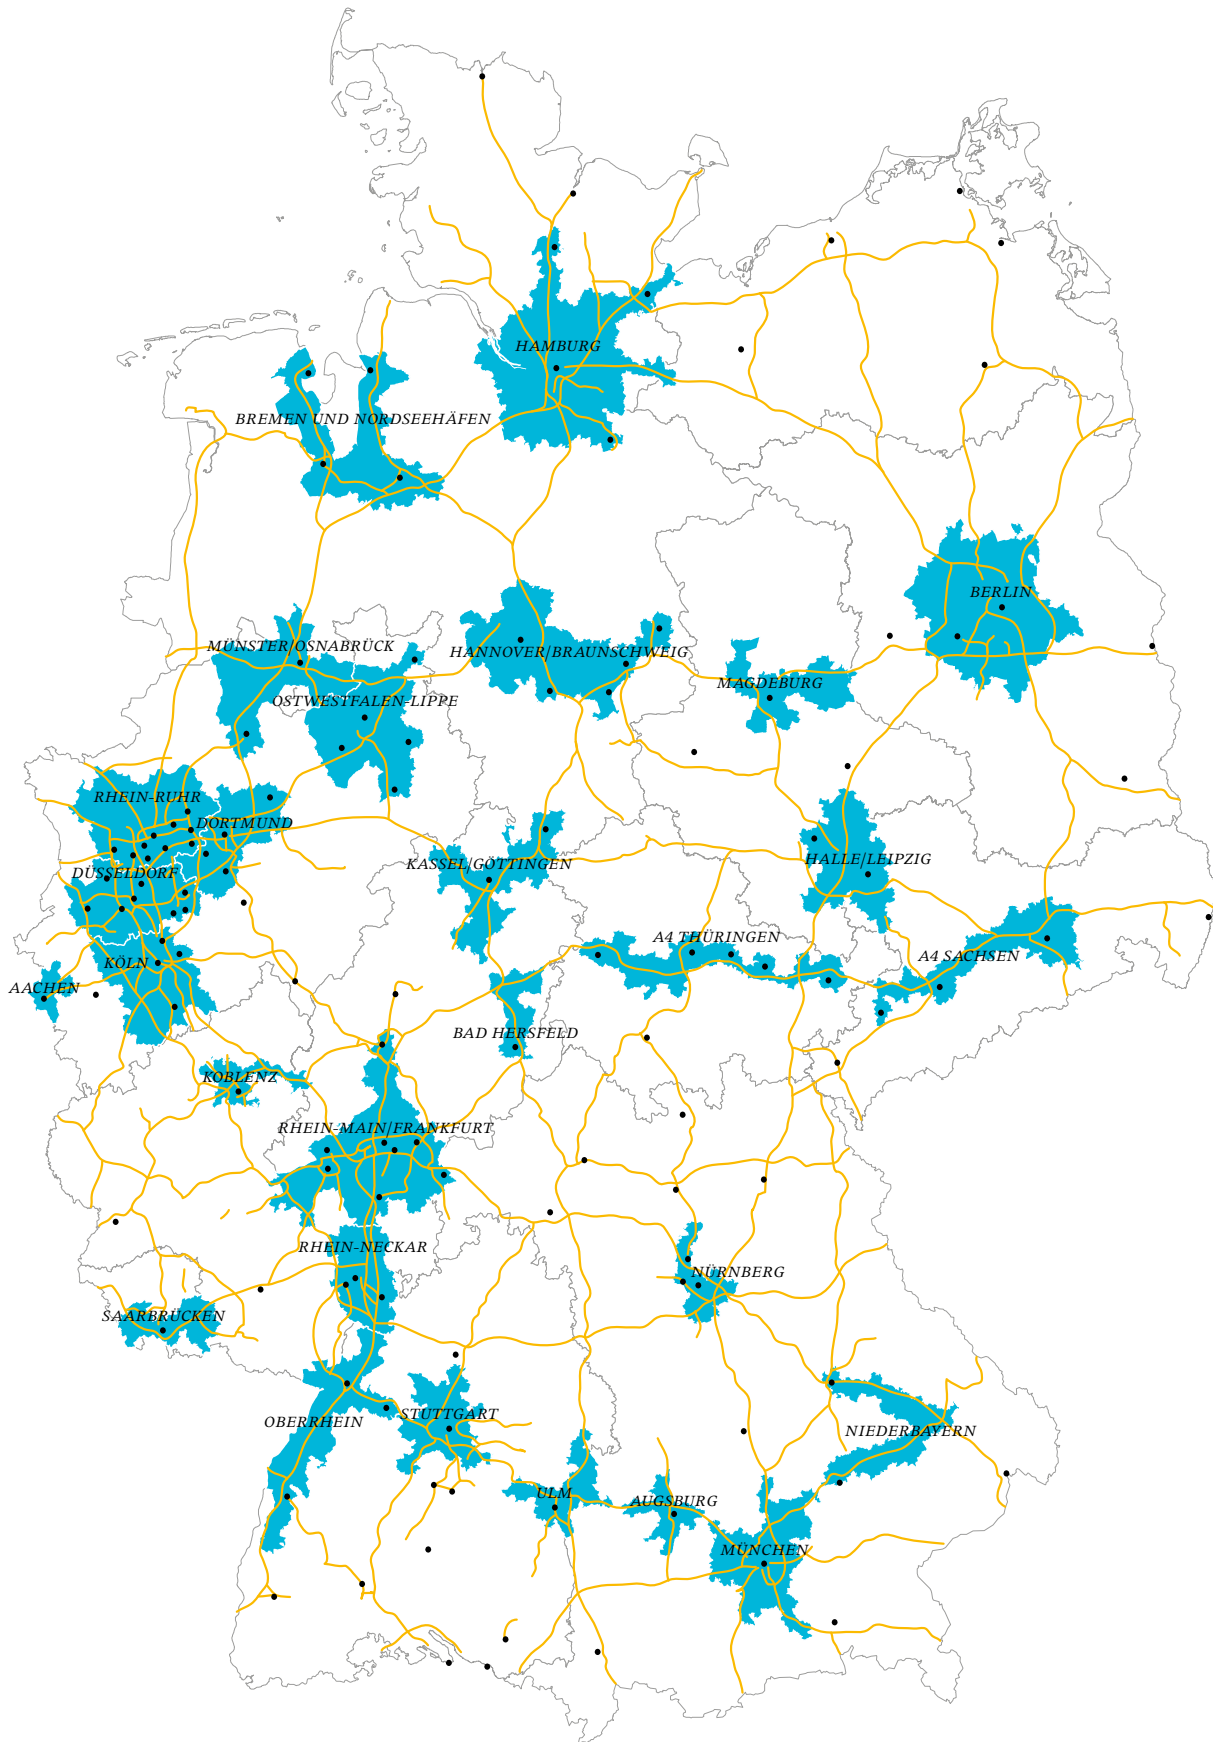 HAMBURG
BREMEN UND NORDSEEHÄFEN
BERLIN
MÜNSTER/OSNABRÜCK
HANNOVER/BRAUNSCHWEIG
MAGDEBURG
OSTWESTFALEN-LIPPE
RHEIN-RUHR
DORTMUND
KASSEL/GÖTTINGEN
HALLE/LEIPZIG
DÜSSELDORF
A4 THÜRINGEN
A4 SACHSEN
KÖLN
AACHEN
BAD HERSFELD
KOBLENZ
RHEIN-MAIN/FRANKFURT
RHEIN-NECKAR
NÜRNBERG
SAARBRÜCKEN
OBERRHEIN
STUTTGART
NIEDERBAYERN
ULM
AUGSBURG
MÜNCHEN